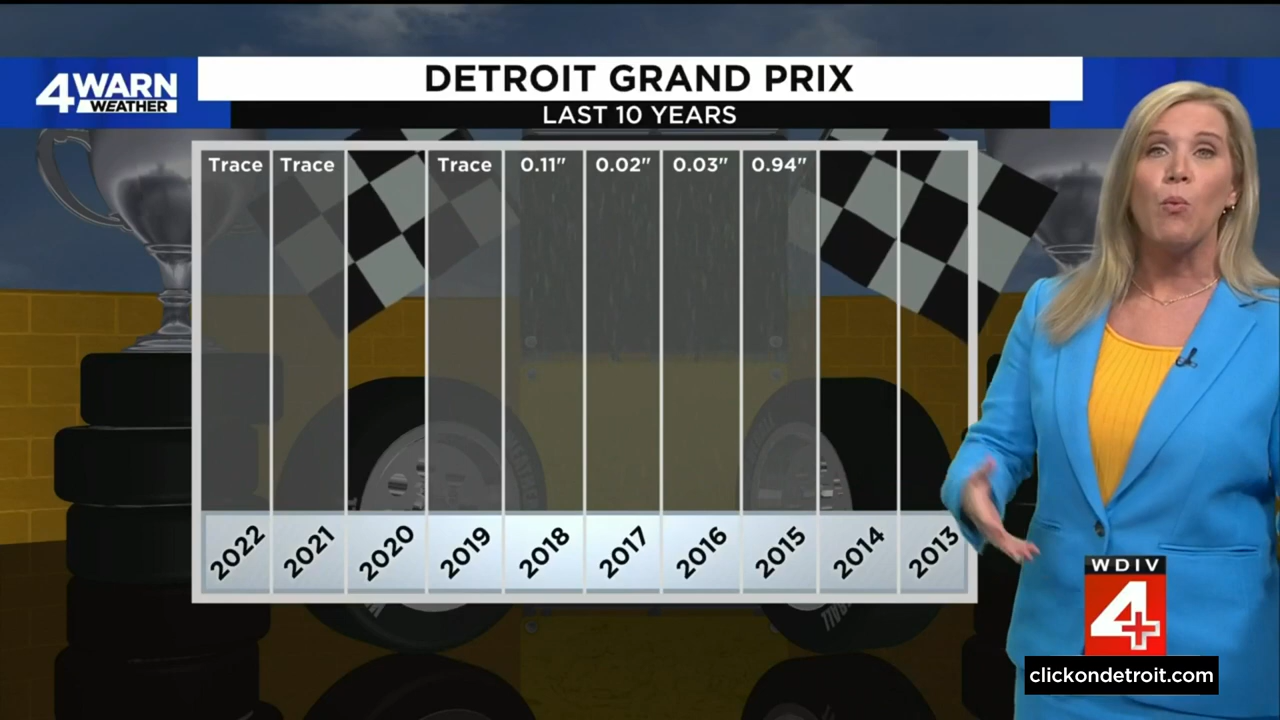 4WARN
WEATHER
DETROIT GRAND PRIX
LAST 10 YEARS
Trace Trace Trace 0.11" 0.02" 0.03" 0.94"
2022 2021 2020 2019 2018 2017 2016 2015 2014 2013
WDIV
4+
clickondetroit.com